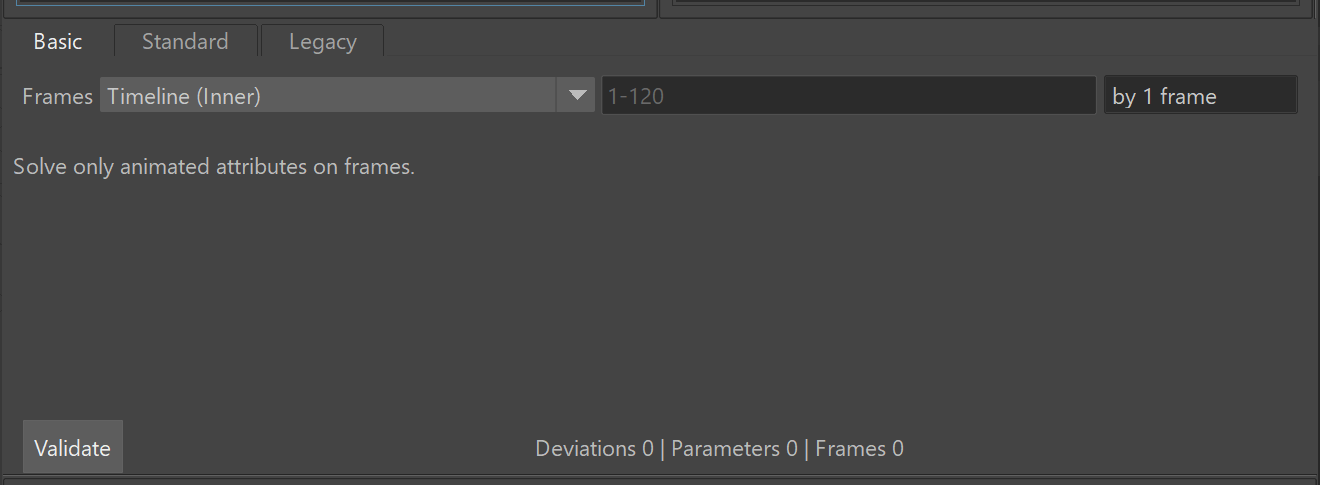 Basic Standard Legacy
Frames Timeline (Inner) 1-120 by 1 frame
Solve only animated attributes on frames.
Validate Deviations 0 | Parameters 0 | Frames 0